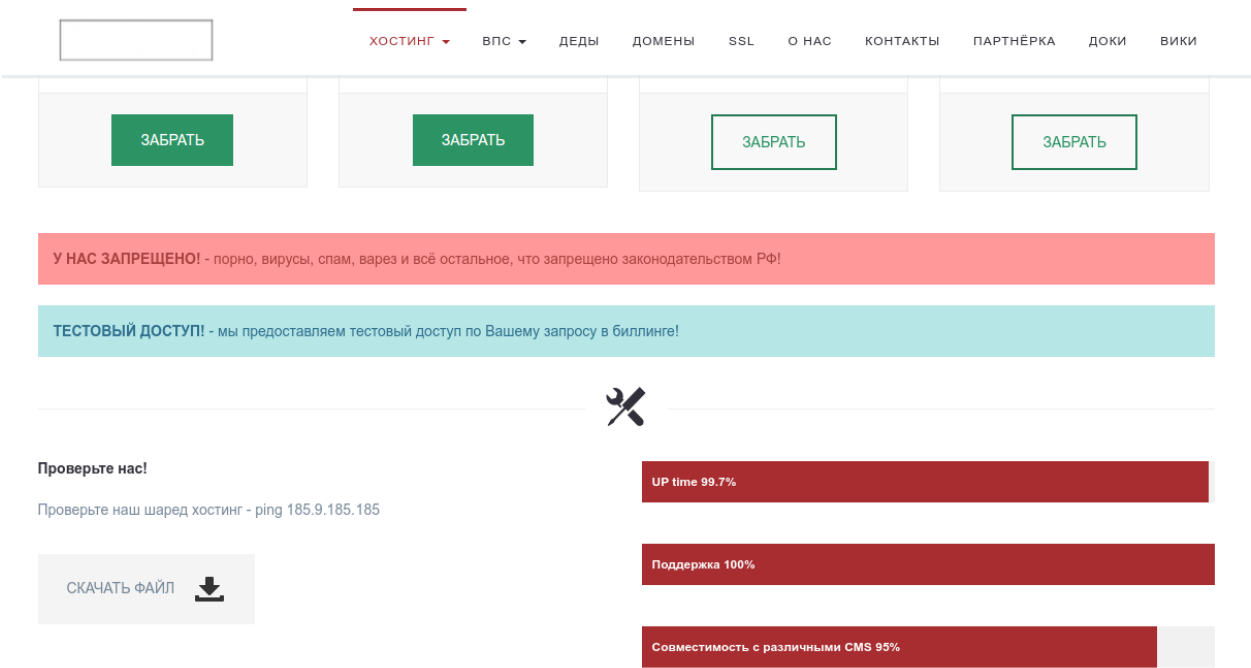 ХОСТИНГ ВПС ДЕДЫ ДОМЕНЫ SSL О НАС КОНТАКТЫ ПАРТНЁРКА ДОКИ ВИКИ
ЗАБРАТЬ ЗАБРАТЬ ЗАБРАТЬ ЗАБРАТЬ
У НАС ЗАПРЕЩЕНО! - порно, вирусы, спам, варез и всё остальное, что запрещено законодательством РФ!
ТЕСТОВЫЙ ДОСТУП! - мы предоставляем тестовый доступ по Вашему запросу в биллинге!
Проверьте нас!
Проверьте наш шаред хостинг - ping 185.9.185.185
СКАЧАТЬ ФАЙЛ
UP time 99.7%
Поддержка 100%
Совместимость с различными CMS 95%